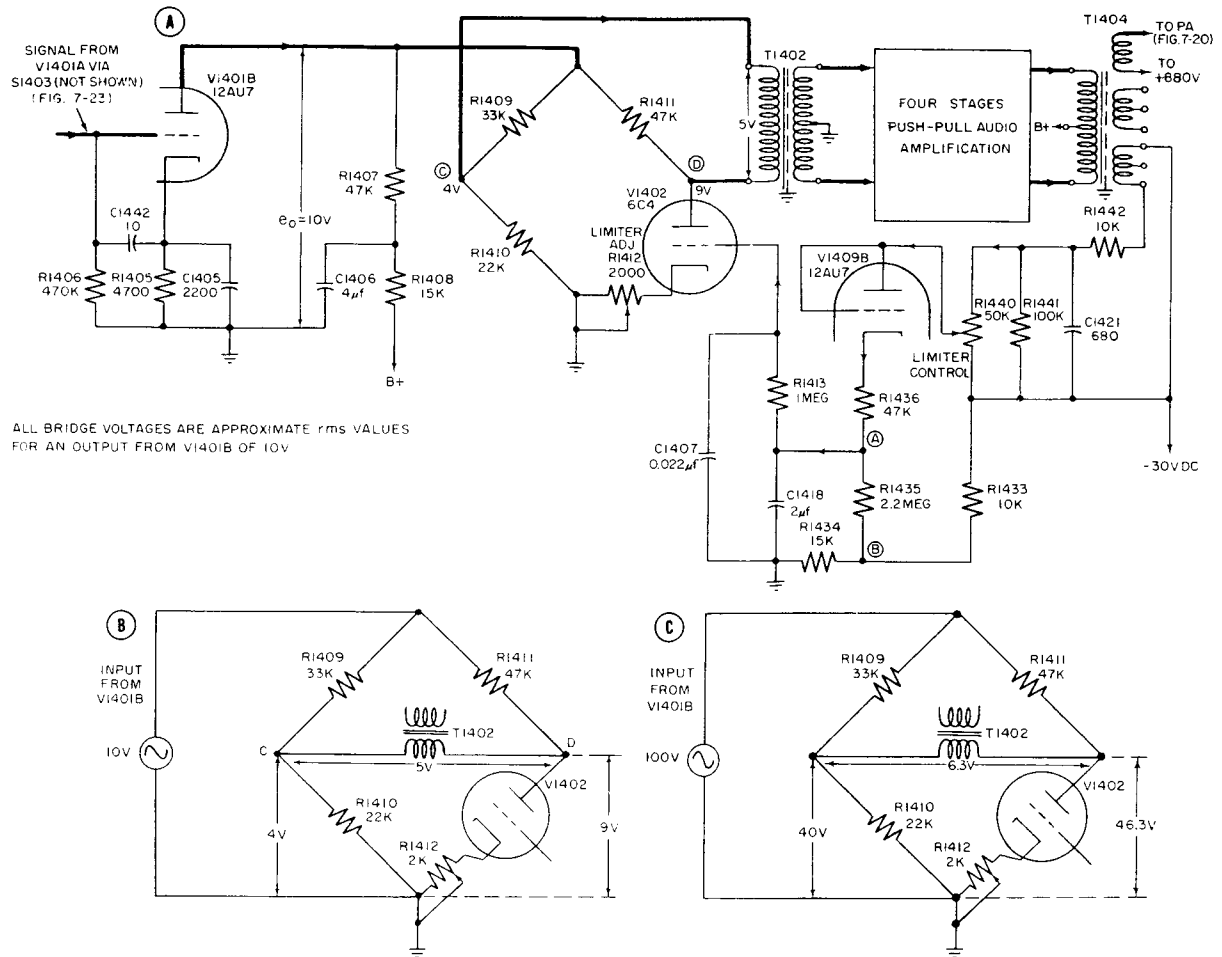 A
SIGNAL FROM
V1401A VIA
S1403 (NOT SHOWN)
(FIG. 7-23)
V1401B
12AU7
C1442
10
R1406
470K
R1405
4700
C1405
2200
e₀=10V
R1407
47K
C1406
4μf
R1408
15K
B+
R1409
33K
R1411
47K
C
4V
D
9V
R1410
22K
V1402
6C4
LIMITER
ADJ
R1412
2000
T1402
5V
FOUR STAGES
PUSH-PULL AUDIO
AMPLIFICATION
B+
T1404
TO PA
(FIG. 7-20)
TO
+680V
R1442
10K
V1409B
12AU7
R1440
50K
R1441
100K
C1421
680
LIMITER
CONTROL
R1413
1MEG
R1436
47K
A
C1407
0.022μf
C1418
2μf
R1435
2.2MEG
R1434
15K
B
R1433
10K
-30VDC
ALL BRIDGE VOLTAGES ARE APPROXIMATE rms VALUES
FOR AN OUTPUT FROM V1401B OF 10V
B
INPUT
FROM
V1401B
10V
R1409
33K
R1411
47K
T1402
C
D
5V
V1402
R1410
22K
4V
9V
R1412
2K
C
INPUT
FROM
V1401B
100V
R1409
33K
R1411
47K
T1402
6.3V
V1402
R1410
22K
40V
46.3V
R1412
2K